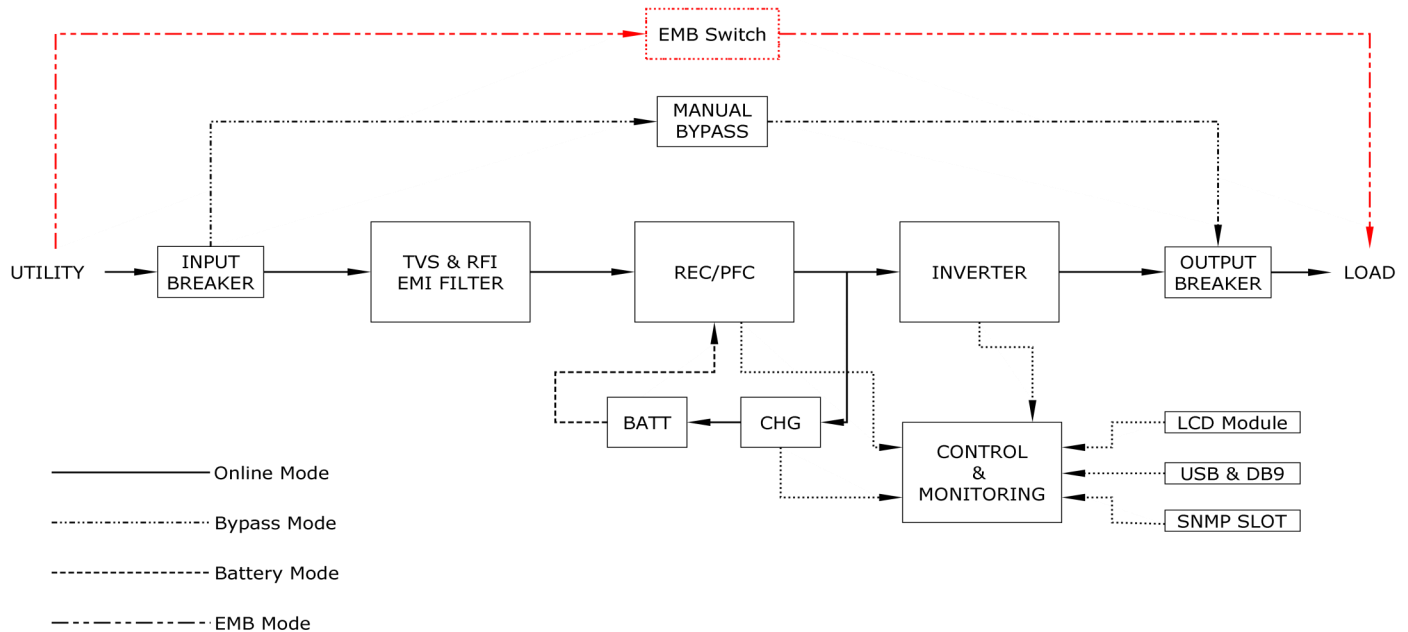 EMB Switch
MANUAL
BYPASS
UTILITY
INPUT
BREAKER
TVS & RFI
EMI FILTER
REC/PFC
INVERTER
OUTPUT
BREAKER
LOAD
BATT
CHG
CONTROL
&
MONITORING
LCD Module
USB & DB9
SNMP SLOT
Online Mode
Bypass Mode
Battery Mode
EMB Mode